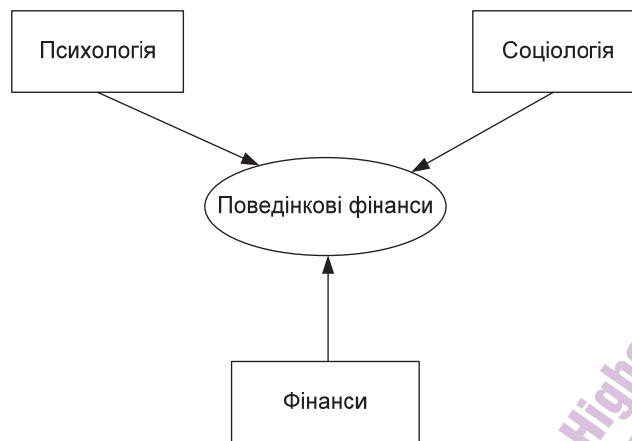 Психологія
Соціологія
Поведінкові фінанси
Фінанси